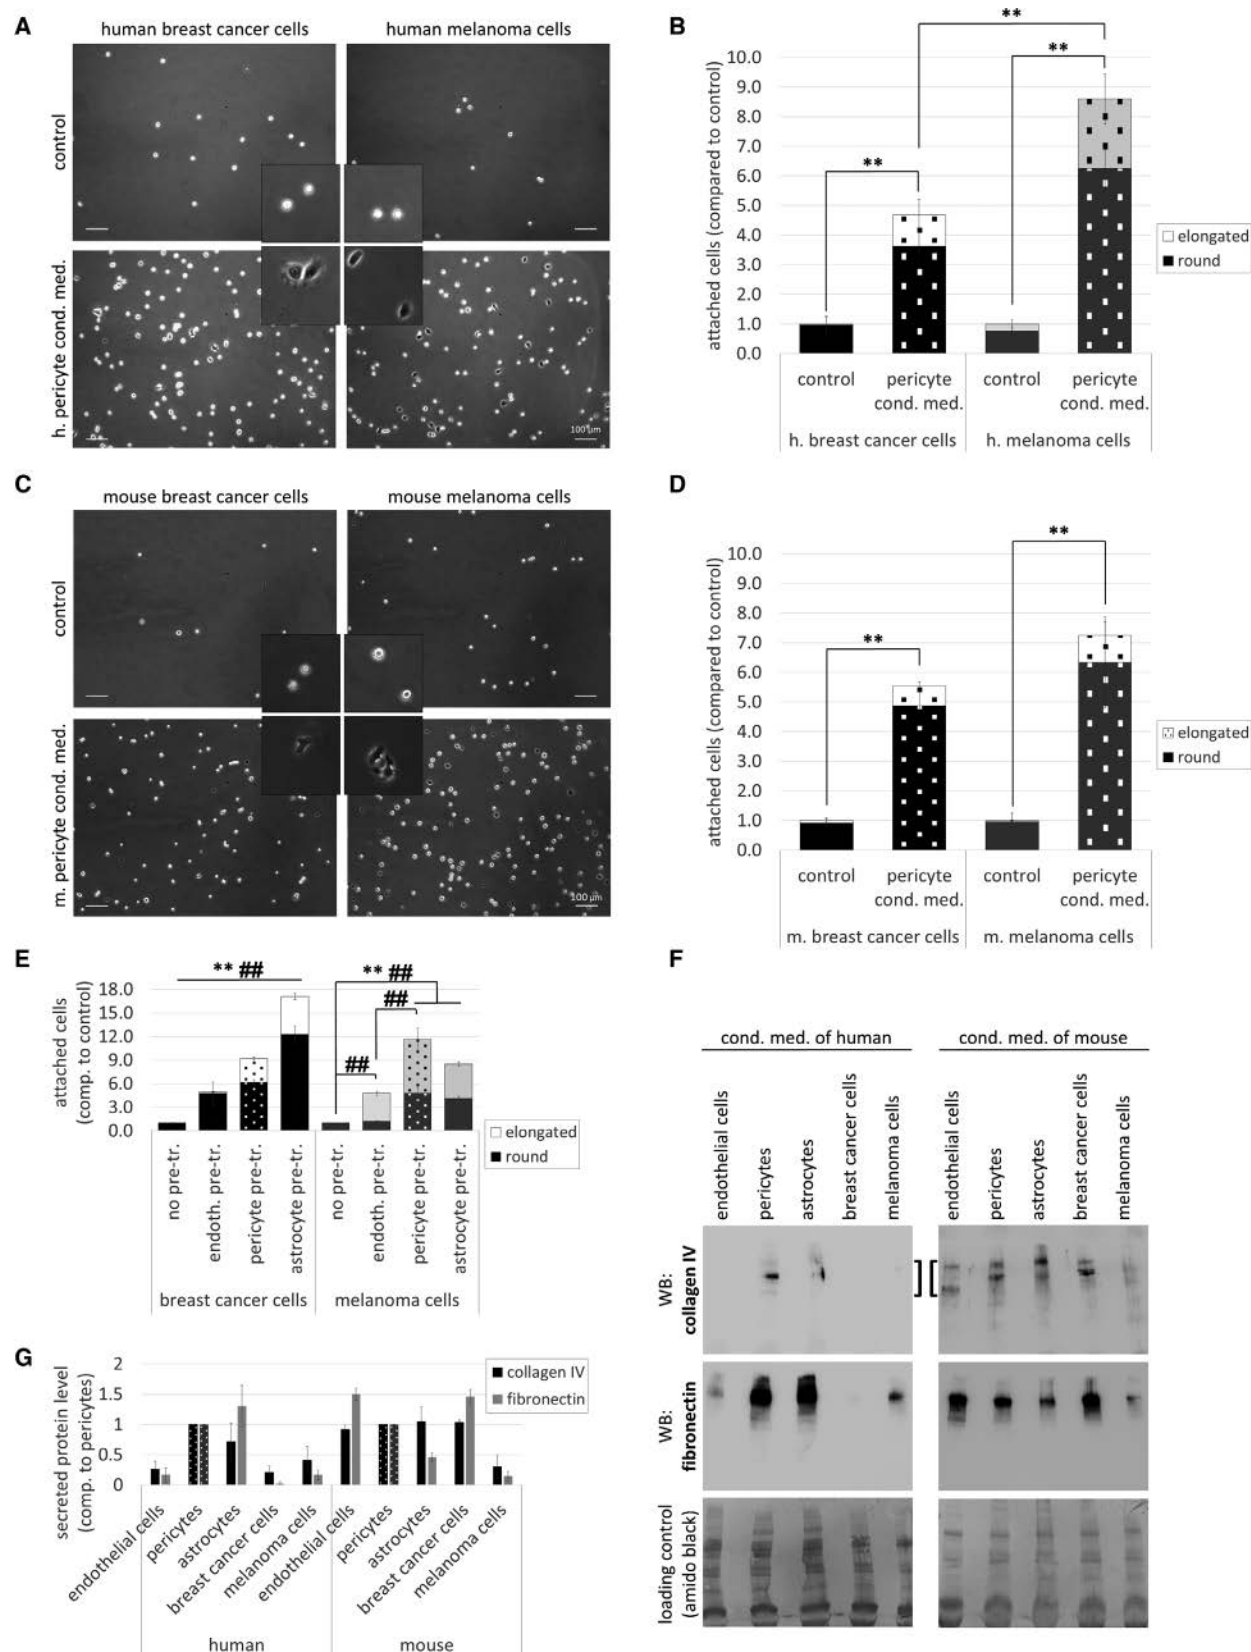 A
human breast cancer cells
human melanoma cells
control
h. pericyte cond. med.
100 µm
B
**
**
**
attached cells (compared to control)
10.0
9.0
8.0
7.0
6.0
5.0
4.0
3.0
2.0
1.0
0.0
elongated
round
control
pericyte
cond. med.
control
pericyte
cond. med.
h. breast cancer cells
h. melanoma cells
C
mouse breast cancer cells
mouse melanoma cells
control
m. pericyte cond. med.
100 µm
D
**
**
attached cells (compared to control)
10.0
9.0
8.0
7.0
6.0
5.0
4.0
3.0
2.0
1.0
0.0
elongated
round
control
pericyte
cond. med.
control
pericyte
cond. med.
m. breast cancer cells
m. melanoma cells
E
** ##
** ##
##
##
attached cells
(comp. to control)
18.0
15.0
12.0
9.0
6.0
3.0
0.0
elongated
round
no pre-tr.
endoth. pre-tr.
pericyte pre-tr.
astrocyte pre-tr.
no pre-tr.
endoth. pre-tr.
pericyte pre-tr.
astrocyte pre-tr.
breast cancer cells
melanoma cells
F
cond. med. of human
cond. med. of mouse
endothelial cells
pericytes
astrocytes
breast cancer cells
melanoma cells
endothelial cells
pericytes
astrocytes
breast cancer cells
melanoma cells
WB:
collagen IV
WB:
fibronectin
loading control
(amido black)
G
secreted protein level
(comp. to pericytes)
2
1.5
1
0.5
0
collagen IV
fibronectin
endothelial cells
pericytes
astrocytes
breast cancer cells
melanoma cells
endothelial cells
pericytes
astrocytes
breast cancer cells
melanoma cells
human
mouse